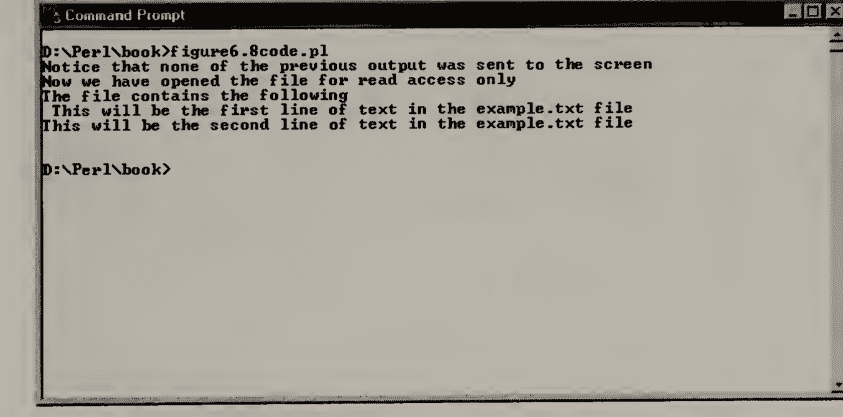 Command Prompt
D:\Perl\book>figure6.8code.pl
Notice that none of the previous output was sent to the screen
Now we have opened the file for read access only
The file contains the following
 This will be the first line of text in the example.txt file
This will be the second line of text in the example.txt file
D:\Perl\book>